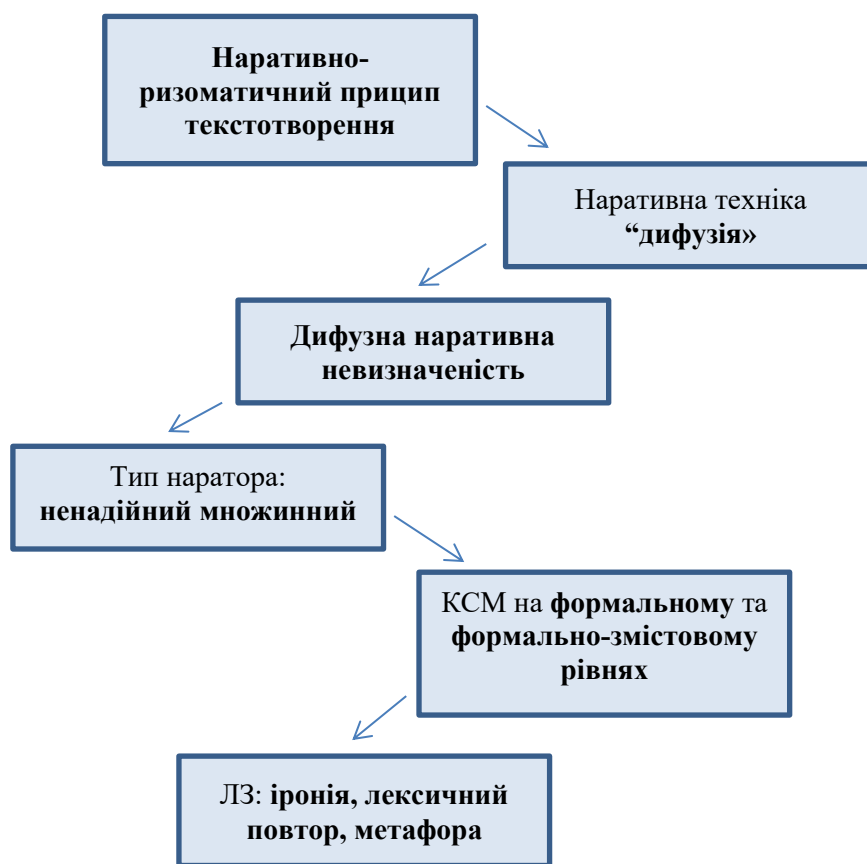 Наративно-
ризоматичний прицип
текстотворення
Наративна техніка
“дифузія»
Дифузна наративна
невизначеність
Тип наратора:
ненадійний множинний
КСМ на формальному та
формально-змістовому
рівнях
ЛЗ: іронія, лексичний
повтор, метафора